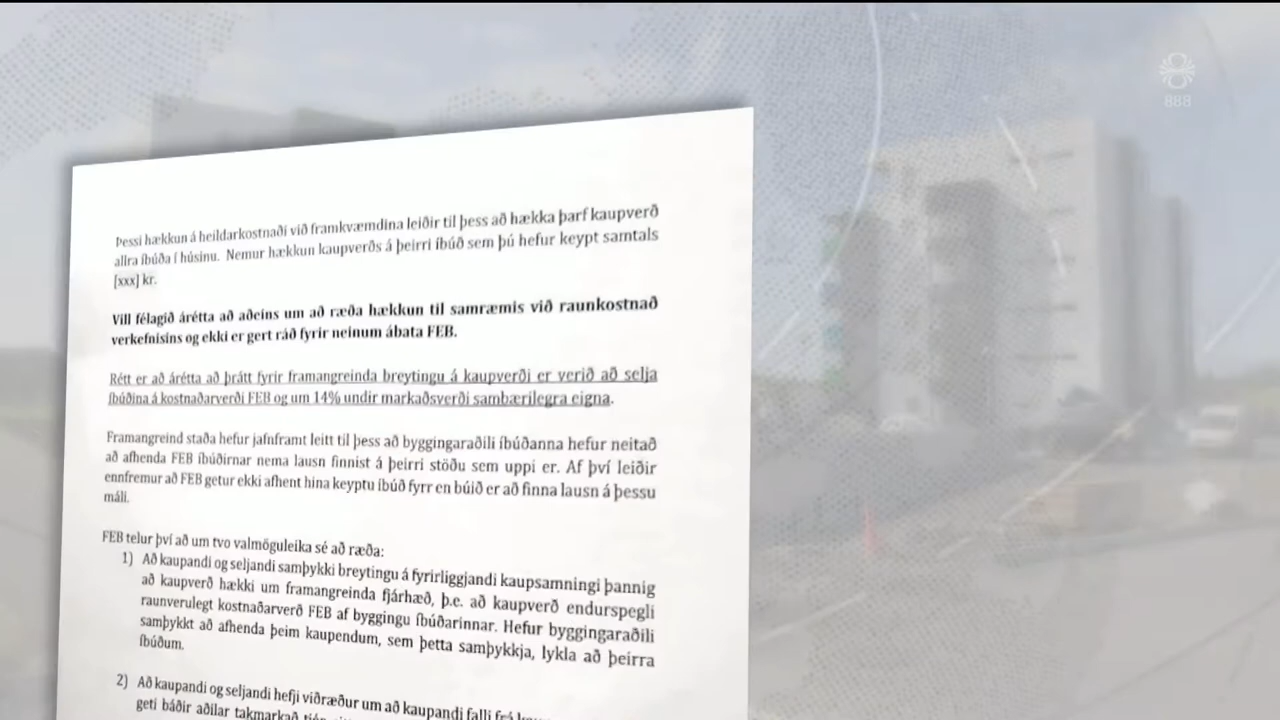 888
Þessi hækkun á heildarkostnaði við framkvæmdina leiðir til þess að hækka þarf kaupverð
allra íbúða í húsinu. Nemur hækkun kaupverðs á þeirri íbúð sem þú hefur keypt samtals
[xxx] kr.
Vill félagið árétta að aðeins um að ræða hækkun til samræmis við raunkostnað
verkefnisins og ekki er gert ráð fyrir neinum ábata FEB.
Rétt er að árétta að þrátt fyrir framangreinda breytingu á kaupverði er verið að selja
íbúðina á kostnaðarverði FEB og um 14% undir markaðsverði sambærilegra eigna.
Framangreind staða hefur jafnframt leitt til þess að byggingaraðili íbúðanna hefur neitað
að afhenda FEB íbúðirnar nema lausn finnist á þeirri stöðu sem uppi er. Af því leiðir
ennfremur að FEB getur ekki afhent hina keyptu íbúð fyrr en búið er að finna lausn á þessu
máli.
FEB telur því að um tvo valmöguleika sé að ræða:
1) Að kaupandi og seljandi samþykki breytingu á fyrirliggjandi kaupsamningi þannig
að kaupverð hækki um framangreinda fjárhæð, þ.e. að kaupverð endurspegli
raunverulegt kostnaðarverð FEB af byggingu íbúðarinnar. Hefur byggingaraðili
samþykkt að afhenda þeim kaupendum, sem þetta samþykkja, lykla að þeirra
íbúðum.
2) Að kaupandi og seljandi hefji viðræður um að kaupandi falli frá
geti báðir aðilar takmarkað